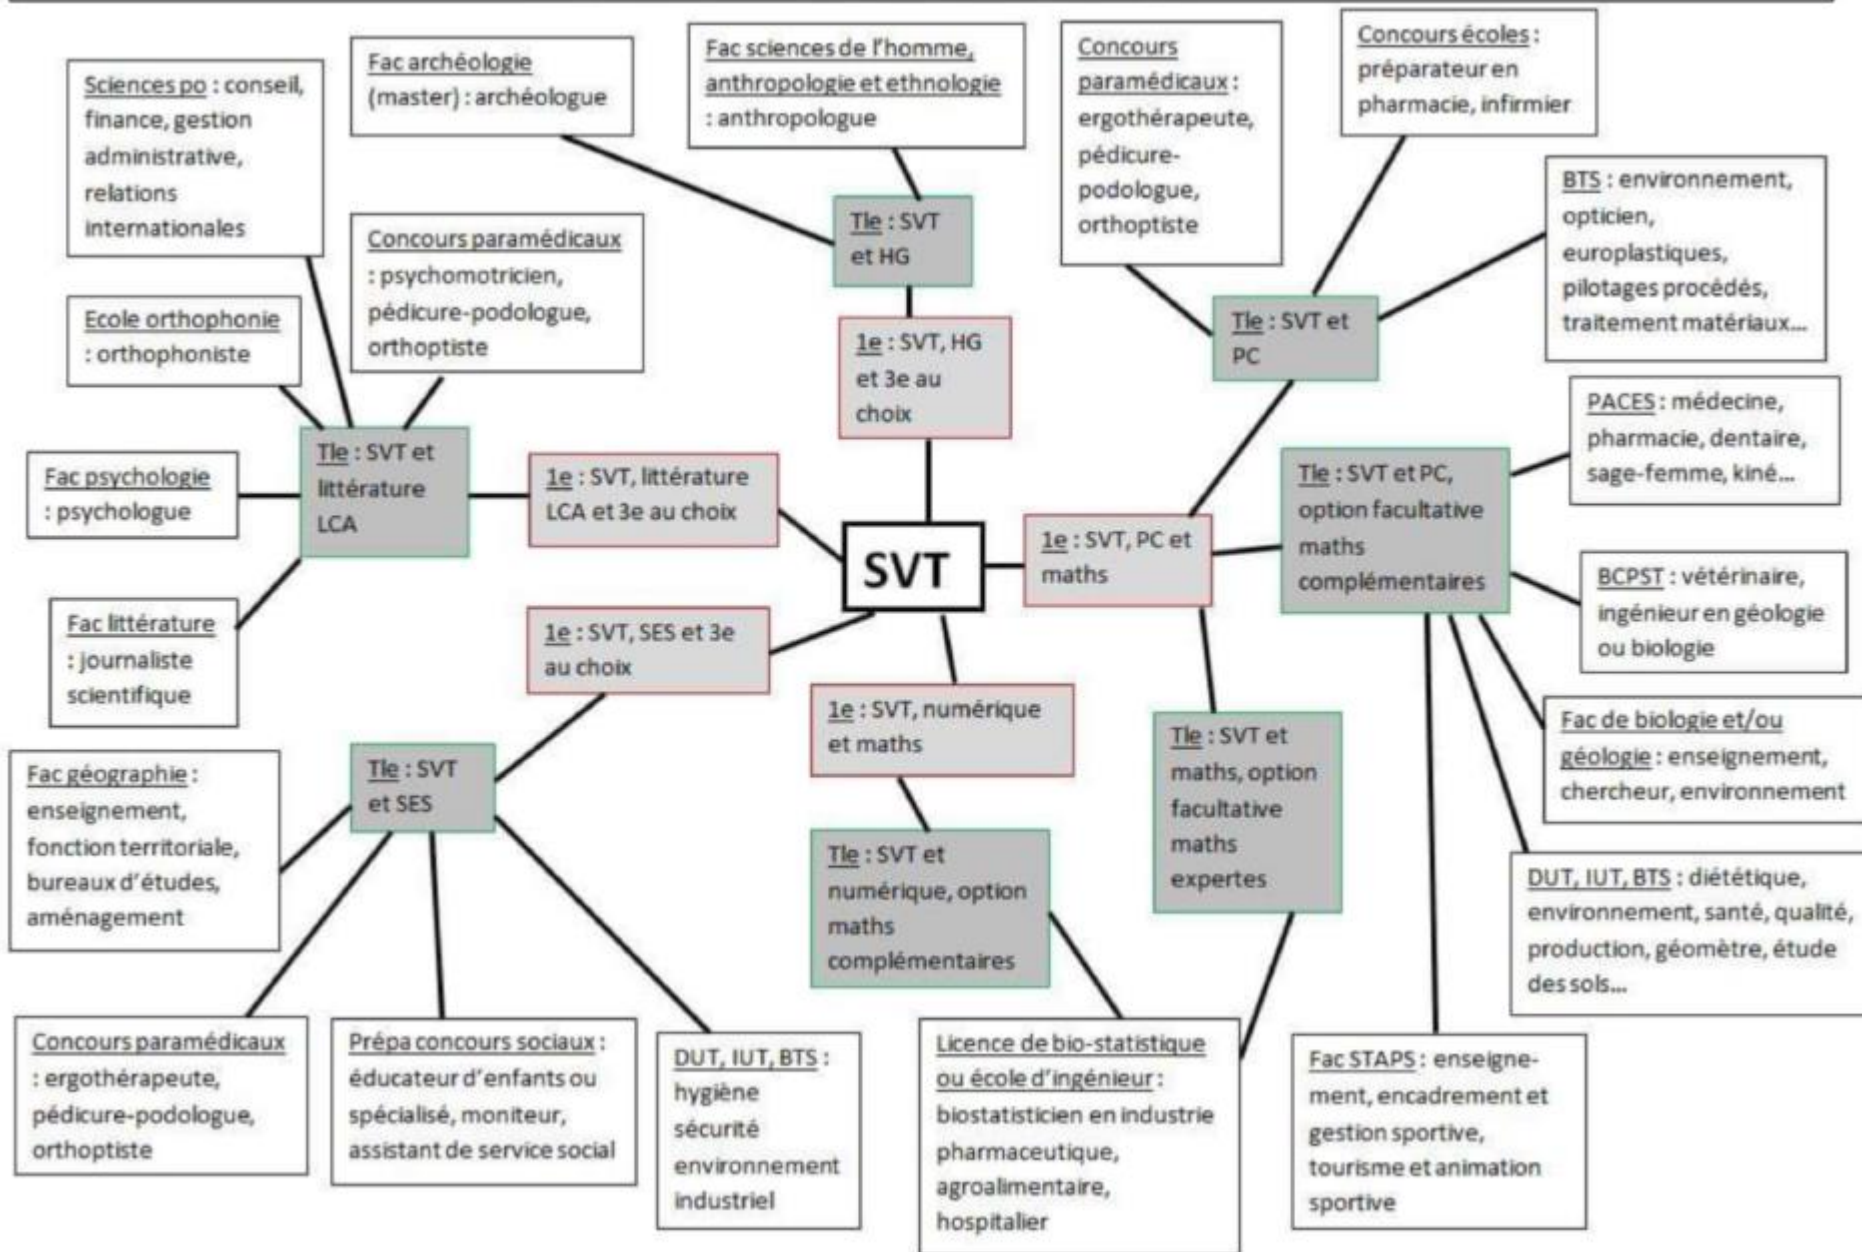 Sciences po : conseil,
finance, gestion
administrative,
relations
internationales
Fac archéologie
(master) : archéologue
Fac sciences de l'homme,
anthropologie et ethnologie
: anthropologue
Concours
paramédicaux :
ergothérapeute,
pédicure-
podologue,
orthoptiste
Concours écoles :
préparateur en
pharmacie, infirmier
BTS : environnement,
opticien,
europlastiques,
pilotages procédés,
traitement matériaux...
Concours paramédicaux
: psychomotricien,
pédicure-podologue,
orthoptiste
Tle : SVT
et HG
Ecole orthophonie
: orthophoniste
1e : SVT, HG
et 3e au
choix
Tle : SVT et
PC
PACES : médecine,
pharmacie, dentaire,
sage-femme, kiné...
Fac psychologie
: psychologue
Tle : SVT et
littérature
LCA
1e : SVT, littérature
LCA et 3e au choix
SVT
1e : SVT, PC et
maths
Tle : SVT et PC,
option facultative
maths
complémentaires
BCPST : vétérinaire,
ingénieur en géologie
ou biologie
Fac littérature
: journaliste
scientifique
1e : SVT, SES et 3e
au choix
1e : SVT, numérique
et maths
Tle : SVT et
maths, option
facultative
maths
expertes
Fac de biologie et/ou
géologie : enseignement,
chercheur, environnement
Fac géographie :
enseignement,
fonction territoriale,
bureaux d'études,
aménagement
Tle : SVT
et SES
Tle : SVT et
numérique, option
maths
complémentaires
DUT, IUT, BTS : diététique,
environnement, santé, qualité,
production, géomètre, étude
des sols...
Concours paramédicaux
: ergothérapeute,
pédicure-podologue,
orthoptiste
Prépa concours sociaux :
éducateur d'enfants ou
spécialisé, moniteur,
assistant de service social
DUT, IUT, BTS :
hygiène
sécurité
environnement
industriel
Licence de bio-statistique
ou école d'ingénieur :
biostatisticien en industrie
pharmaceutique,
agroalimentaire,
hospitalier
Fac STAPS : enseigne-
ment, encadrement et
gestion sportive,
tourisme et animation
sportive